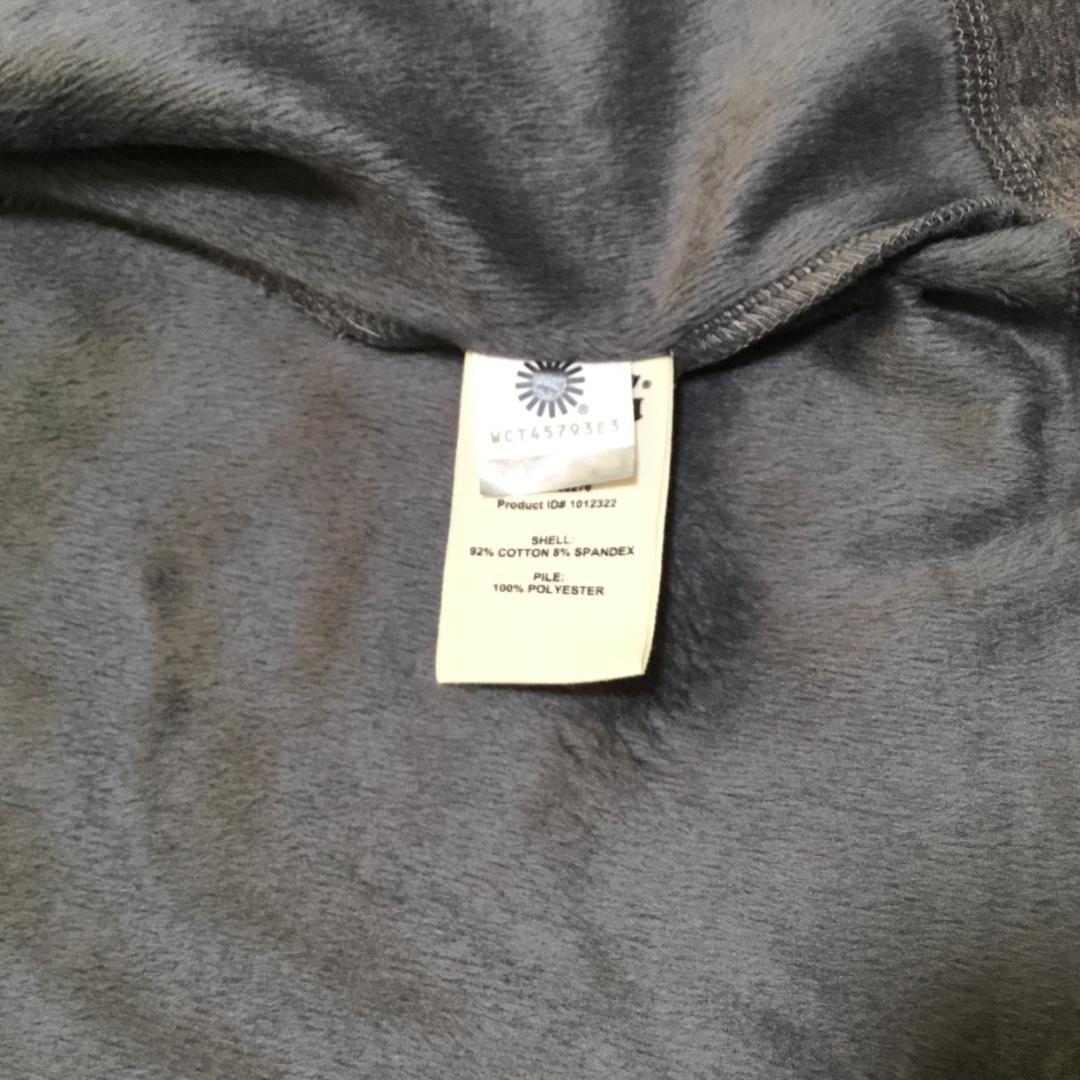 ®
WCT45793E3
Product ID# 1012322
SHELL:
92% COTTON 8% SPANDEX
PILE:
100% POLYESTER